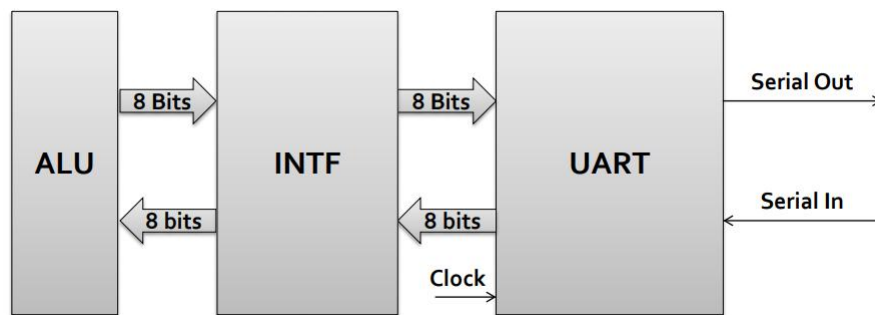 8 Bits
8 Bits
Serial Out
ALU
INTF
UART
8 bits
8 bits
Serial In
Clock